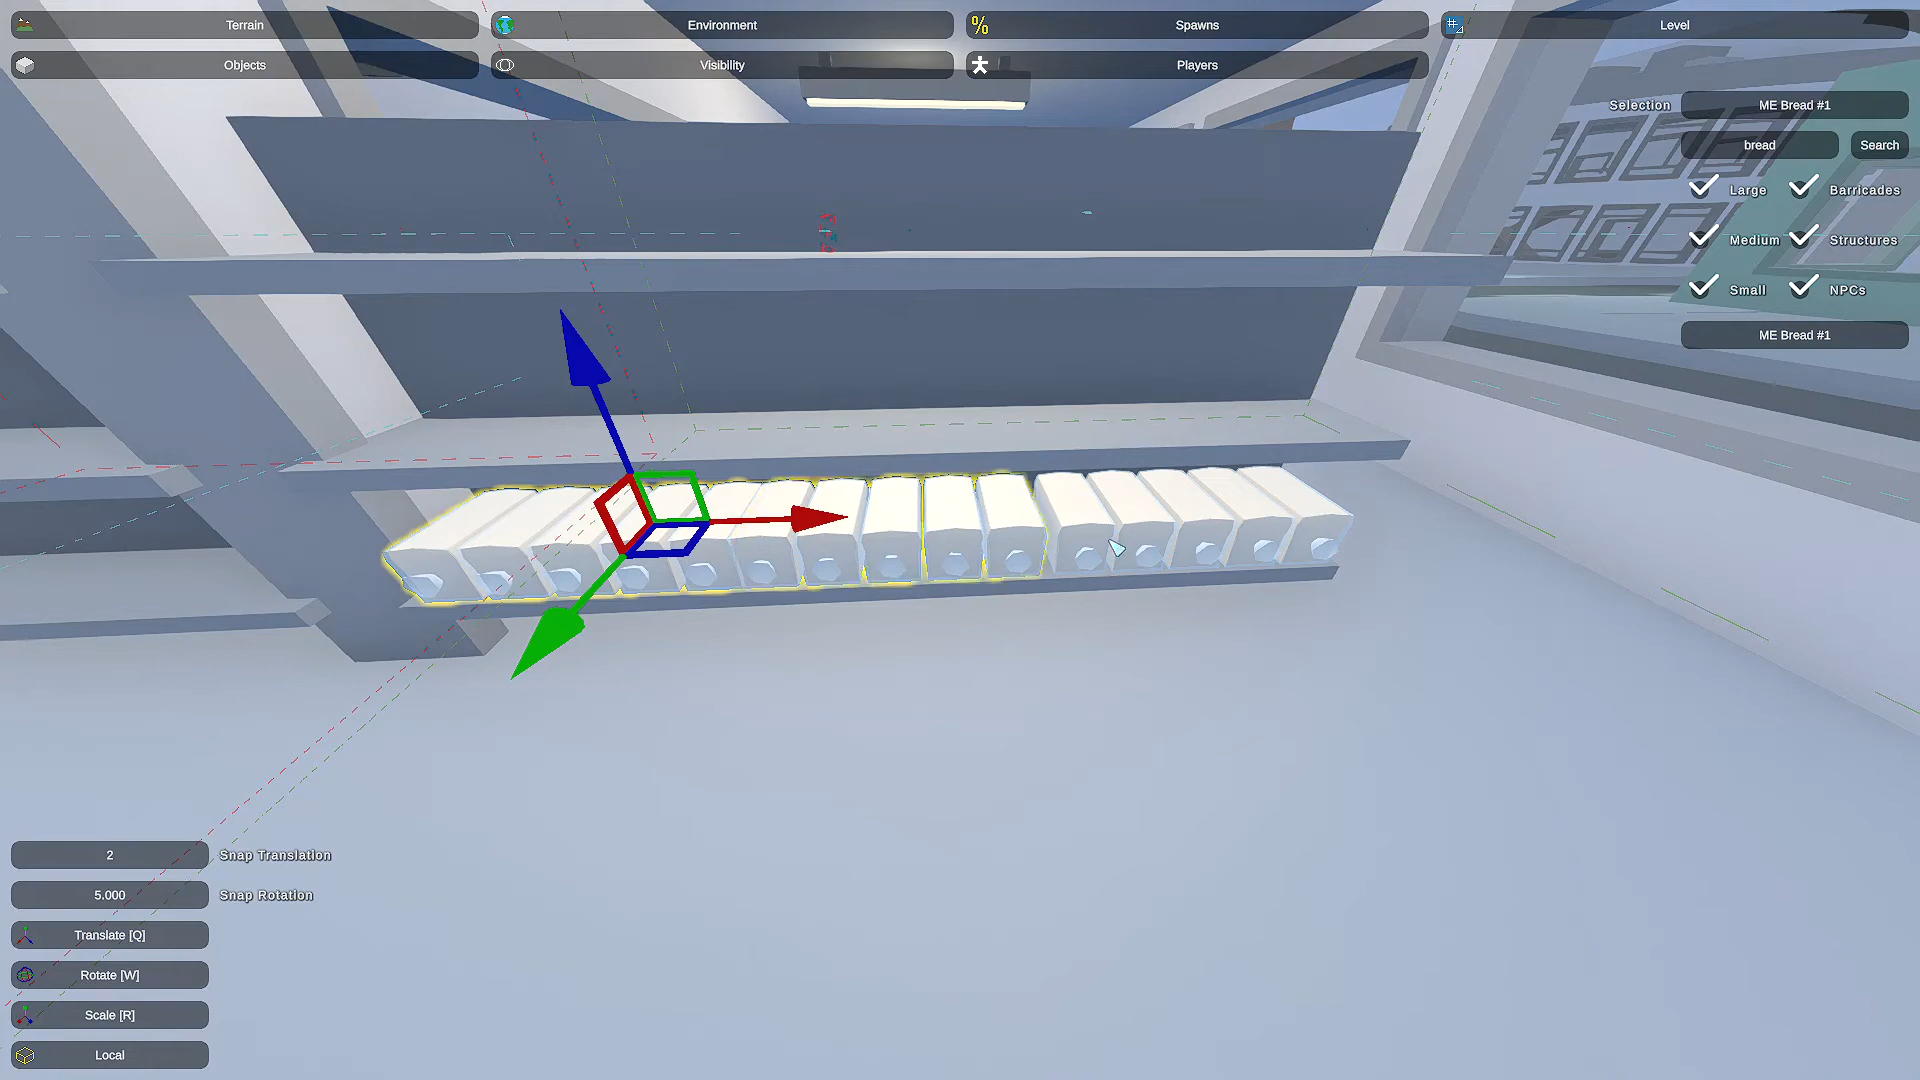 Terrain
Environment
Spawns
Level
Objects
Visibility
Players
Selection
ME Bread #1
bread
Search
Large
Barricades
Medium
Structures
Small
NPCs
ME Bread #1
2
Snap Translation
5.000
Snap Rotation
Translate [Q]
Rotate [W]
Scale [R]
Local